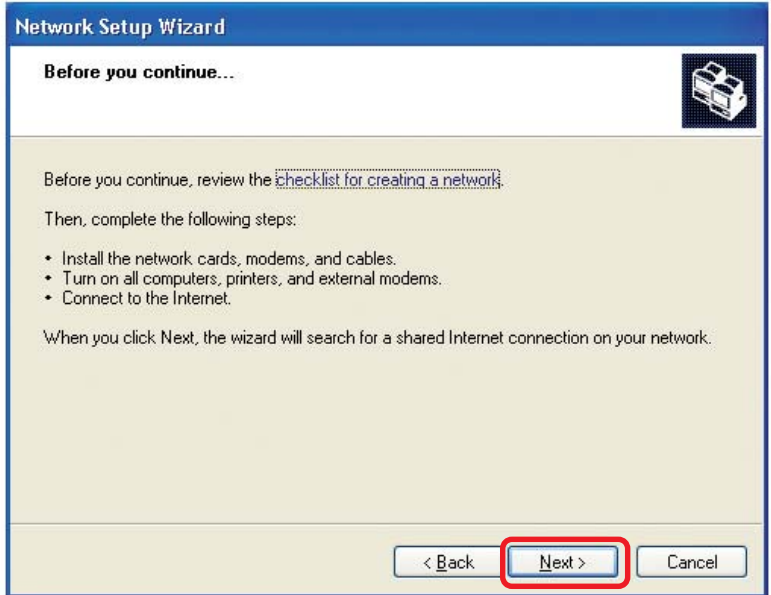 Network Setup Wizard
Before you continue...
Before you continue, review the checklist for creating a network.
Then, complete the following steps:
• Install the network cards, modems, and cables.
• Turn on all computers, printers, and external modems.
• Connect to the Internet.
When you click Next, the wizard will search for a shared Internet connection on your network.
< Back Next > Cancel